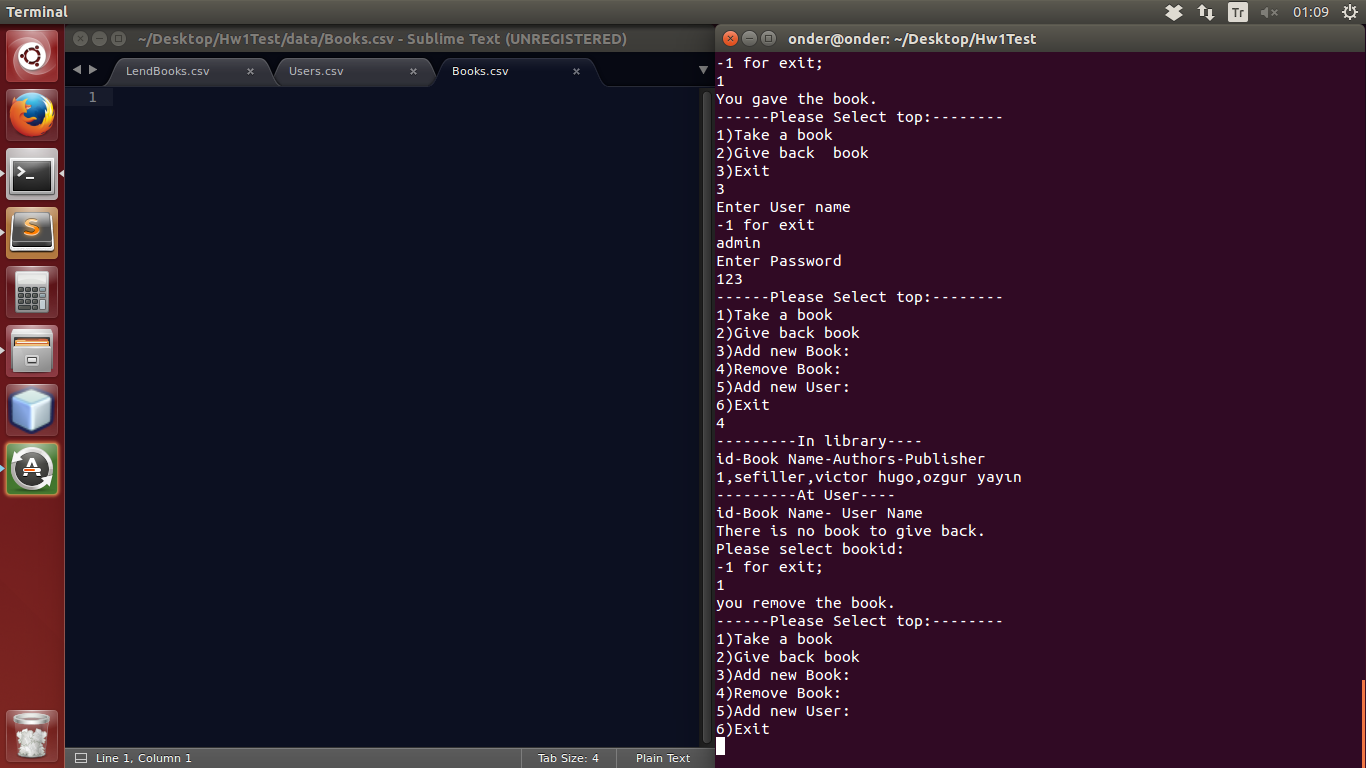 Terminal
Tr
01:09
~/Desktop/Hw1Test/data/Books.csv - Sublime Text (UNREGISTERED)
LendBooks.csv
Users.csv
Books.csv
1
Line 1, Column 1
Tab Size: 4
Plain Text
onder@onder: ~/Desktop/Hw1Test
-1 for exit;
1
You gave the book.
------Please Select top:--------
1)Take a book
2)Give back  book
3)Exit
3
Enter User name
-1 for exit
admin
Enter Password
123
------Please Select top:--------
1)Take a book
2)Give back book
3)Add new Book:
4)Remove Book:
5)Add new User:
6)Exit
4
---------In library----
id-Book Name-Authors-Publisher
1,sefiller,victor hugo,ozgur yayın
---------At User----
id-Book Name- User Name
There is no book to give back.
Please select bookid:
-1 for exit;
1
you remove the book.
------Please Select top:--------
1)Take a book
2)Give back book
3)Add new Book:
4)Remove Book:
5)Add new User:
6)Exit